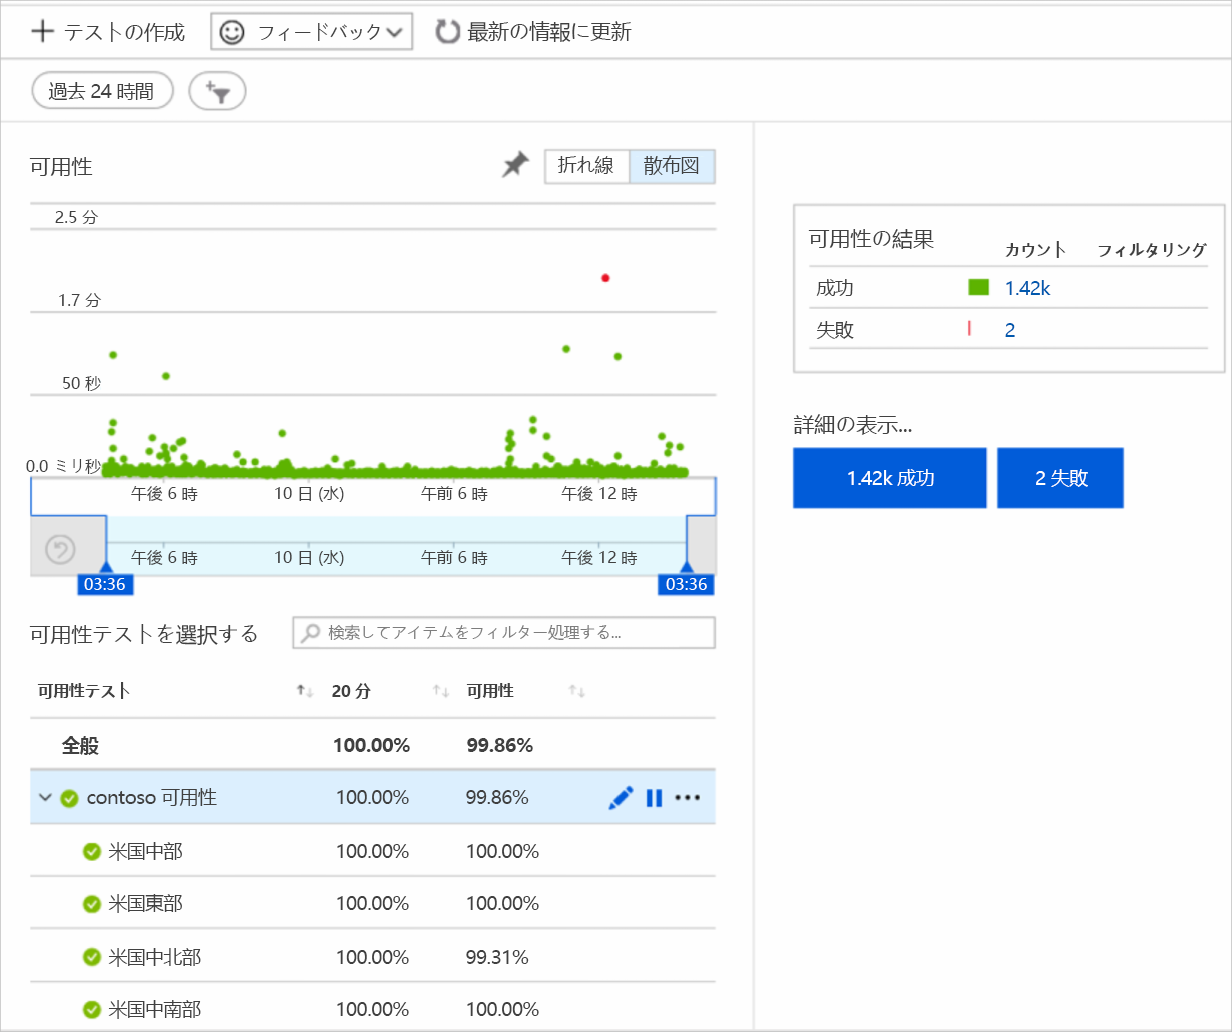 テストの作成 フィードバック 最新の情報に更新
過去 24 時間
可用性 折れ線 散布図
2.5 分
1.7 分
50 秒
0.0 ミリ秒
午後 6 時 10 日 (水) 午前 6 時 午後 12 時
午後 6 時 10 日 (水) 午前 6 時 午後 12 時
03:36 03:36
可用性テストを選択する 検索してアイテムをフィルター処理する...
可用性テスト 20 分 可用性
全般 100.00% 99.86%
contoso 可用性 100.00% 99.86%
米国中部 100.00% 100.00%
米国東部 100.00% 100.00%
米国中北部 100.00% 99.31%
米国中南部 100.00% 100.00%
可用性の結果 カウント フィルタリング
成功 1.42k
失敗 2
詳細の表示...
1.42k 成功 2 失敗